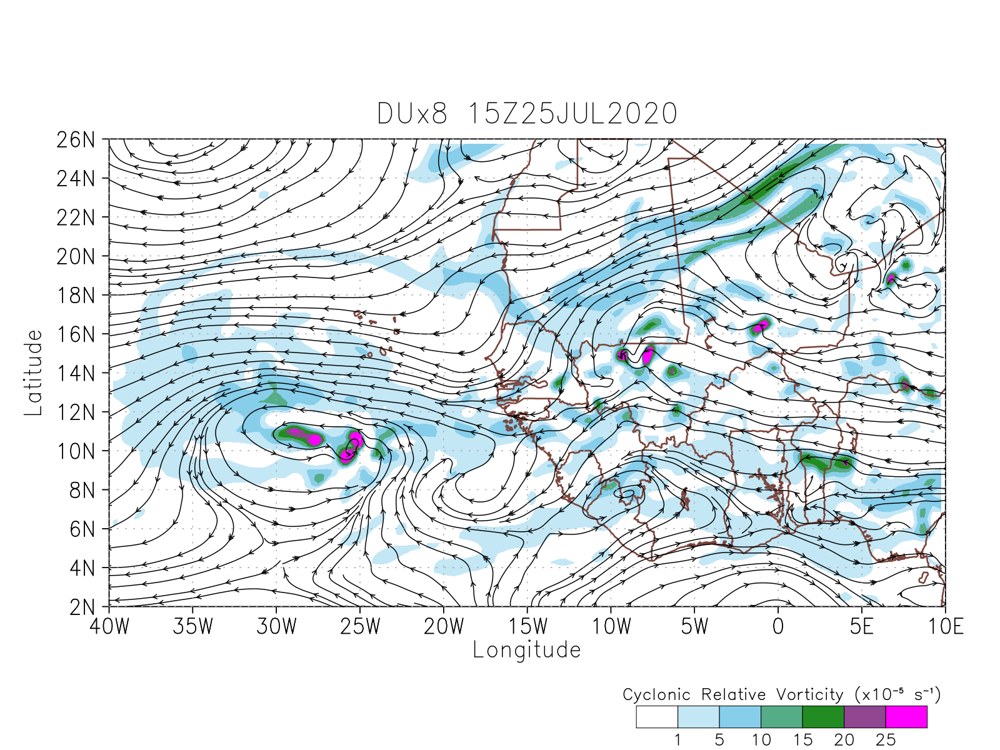 DUx8 15Z25JUL2020
26N
24N
22N
20N
18N
16N
14N
12N
10N
8N
6N
4N
2N
Latitude
40W 35W 30W 25W 20W 15W 10W 5W 0 5E 10E
Longitude
Cyclonic Relative Vorticity (x10⁻⁵ s⁻¹)
1 5 10 15 20 25